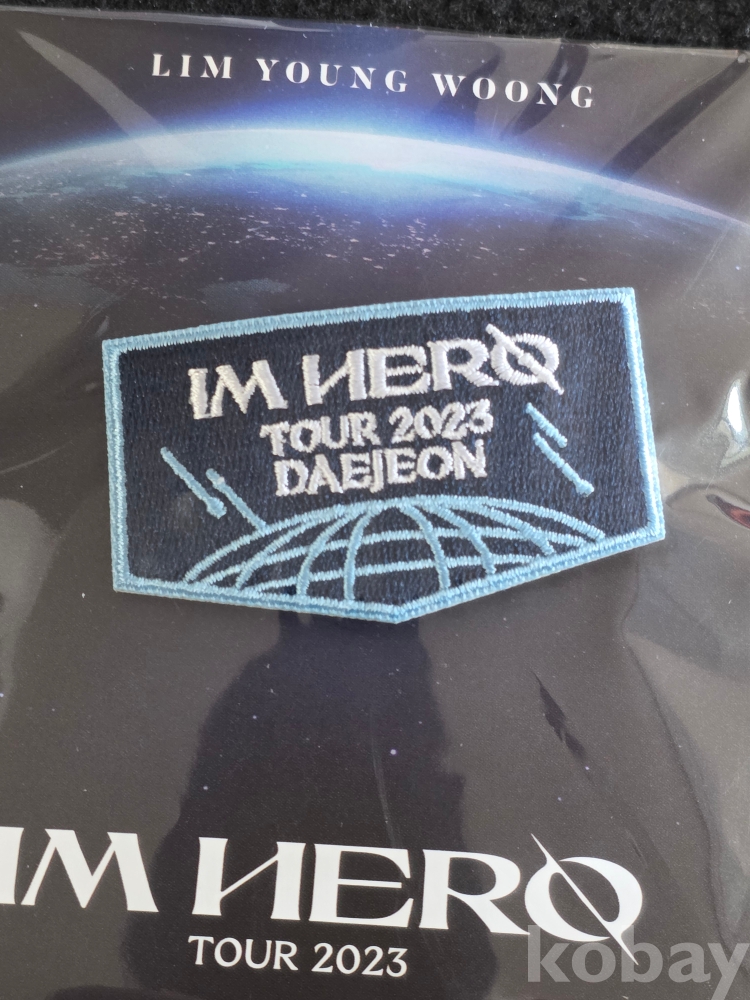 LIM YOUNG WOONG
IM HERO
TOUR 2023
DAEJEON
IM HERO
TOUR 2023
kobay